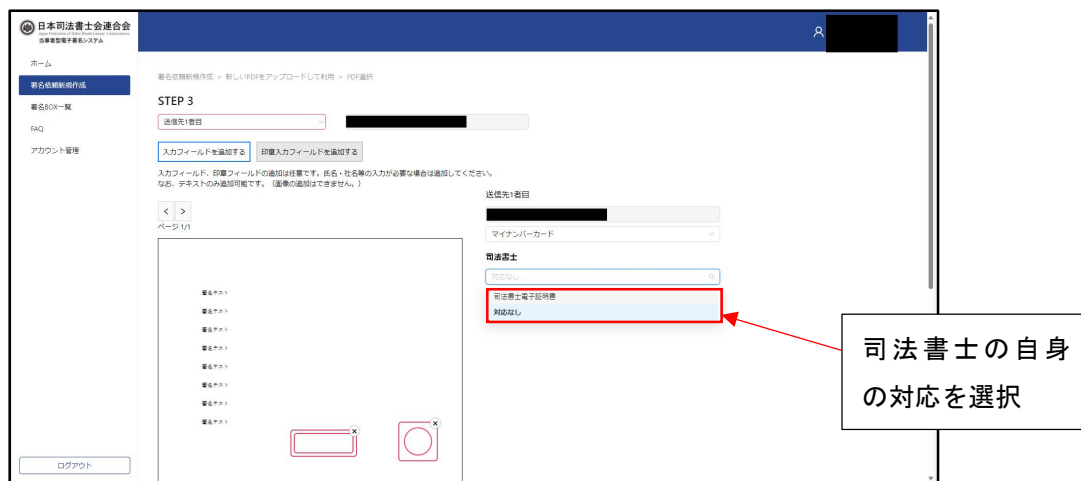 日本司法書士会連合会
Japan Federation of Shiho-Shoshi Lawyer's Associations
当事者型電子署名システム
ホーム
署名依頼新規作成
署名BOX一覧
FAQ
アカウント管理
ログアウト
署名依頼新規作成 > 新しいPDFをアップロードして利用 > PDF選択
STEP 3
送信先1者目
入力フィールドを追加する
印章入力フィールドを追加する
入力フィールド、印章フィールドの追加は任意です。氏名・社名等の入力が必要な場合は追加してください。
なお、テキストのみ追加可能です。（画像の追加はできません。）
< >
ページ 1/1
署名テスト
署名テスト
署名テスト
署名テスト
署名テスト
署名テスト
署名テスト
署名テスト
送信先1者目
マイナンバーカード
司法書士
対応なし
司法書士電子証明書
対応なし
司法書士の自身
の対応を選択